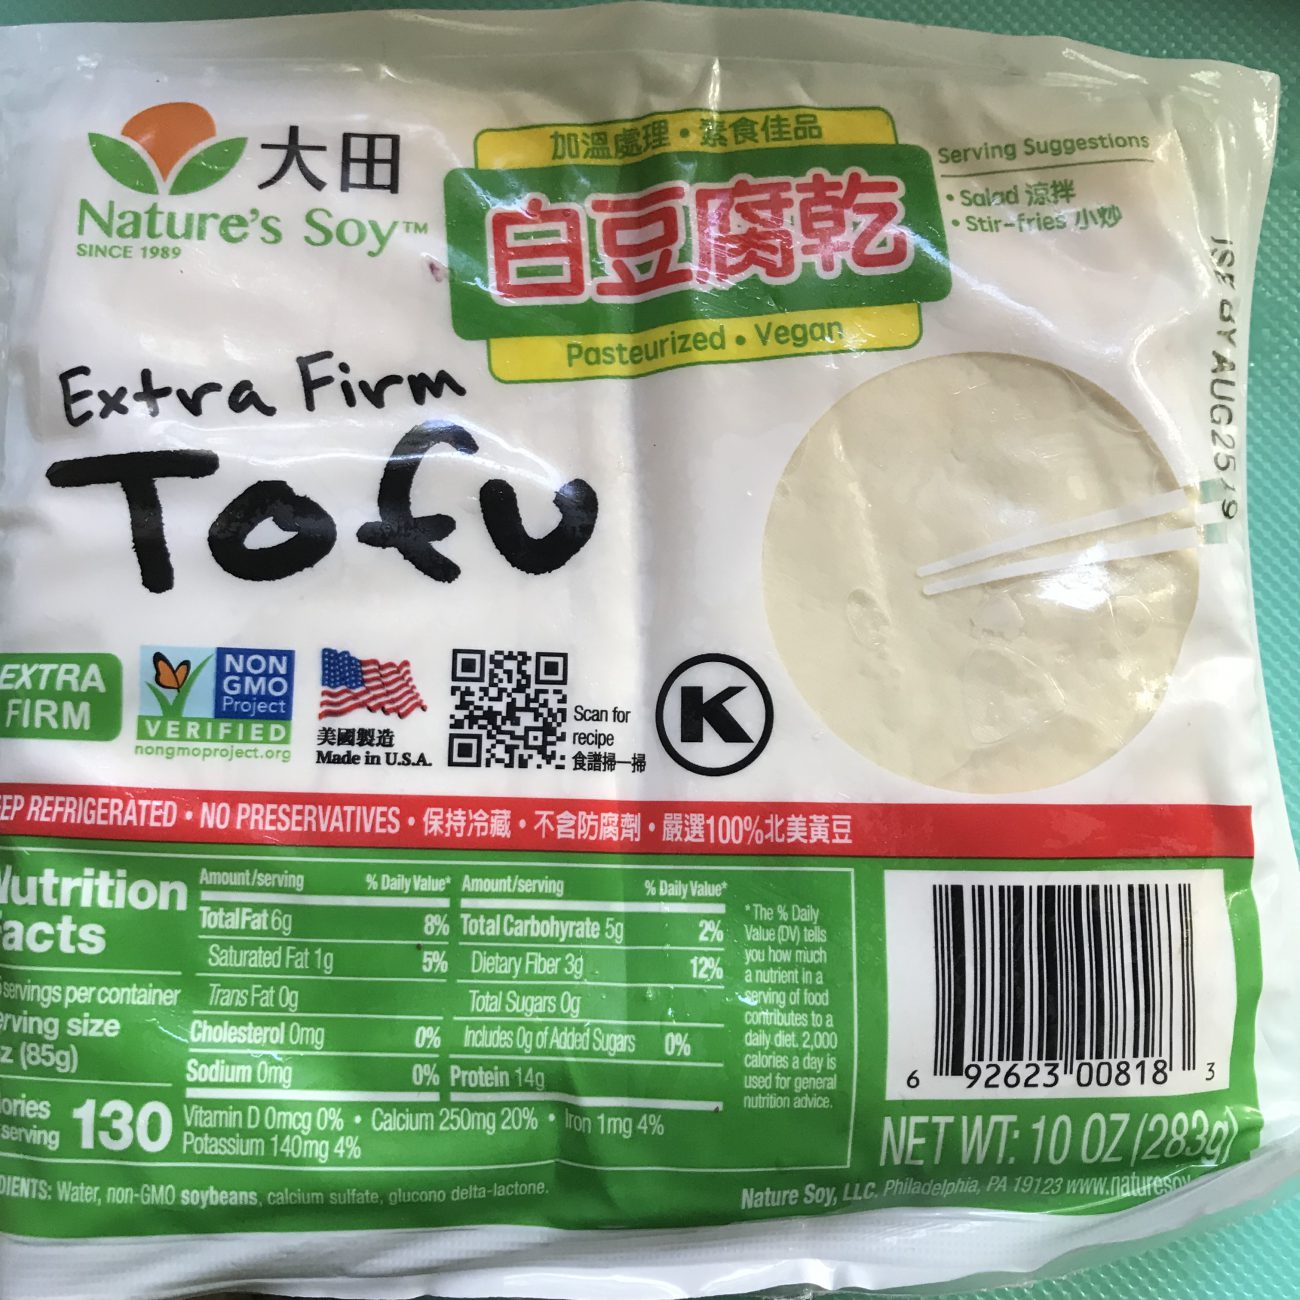 大田
Nature's Soy™
SINCE 1989
加溫處理・素食佳品
白豆腐乾
Pasteurized • Vegan
Serving Suggestions
• Salad 涼拌
• Stir-fries 小炒
USE BY AUG25 19
Extra Firm
Tofu
EXTRA
FIRM
NON
GMO
Project
VERIFIED
nongmoproject.org
美國製造
Made in U.S.A.
Scan for
recipe
食譜掃一掃
K
EP REFRIGERATED • NO PRESERVATIVES • 保持冷藏 • 不含防腐劑 • 嚴選100%北美黃豆
Nutrition
acts
servings per container
erving size
z (85g)
ories
serving
130
Amount/serving % Daily Value*
Total Fat 6g 8%
Saturated Fat 1g 5%
Trans Fat 0g
Cholesterol 0mg 0%
Sodium 0mg 0%
Amount/serving % Daily Value*
Total Carbohyrate 5g 2%
Dietary Fiber 3g 12%
Total Sugars 0g
Includes 0g of Added Sugars 0%
Protein 14g
Vitamin D 0mcg 0% • Calcium 250mg 20% • Iron 1mg 4%
Potassium 140mg 4%
*The % Daily
Value (DV) tells
you how much
a nutrient in a
serving of food
contributes to a
daily diet. 2,000
calories a day is
used for general
nutrition advice.
DIENTS: Water, non-GMO soybeans, calcium sulfate, glucono delta-lactone.
6 92623 00818 3
NET WT: 10 OZ (283g)
Nature Soy, LLC. Philadelphia, PA 19123 www.naturesoy